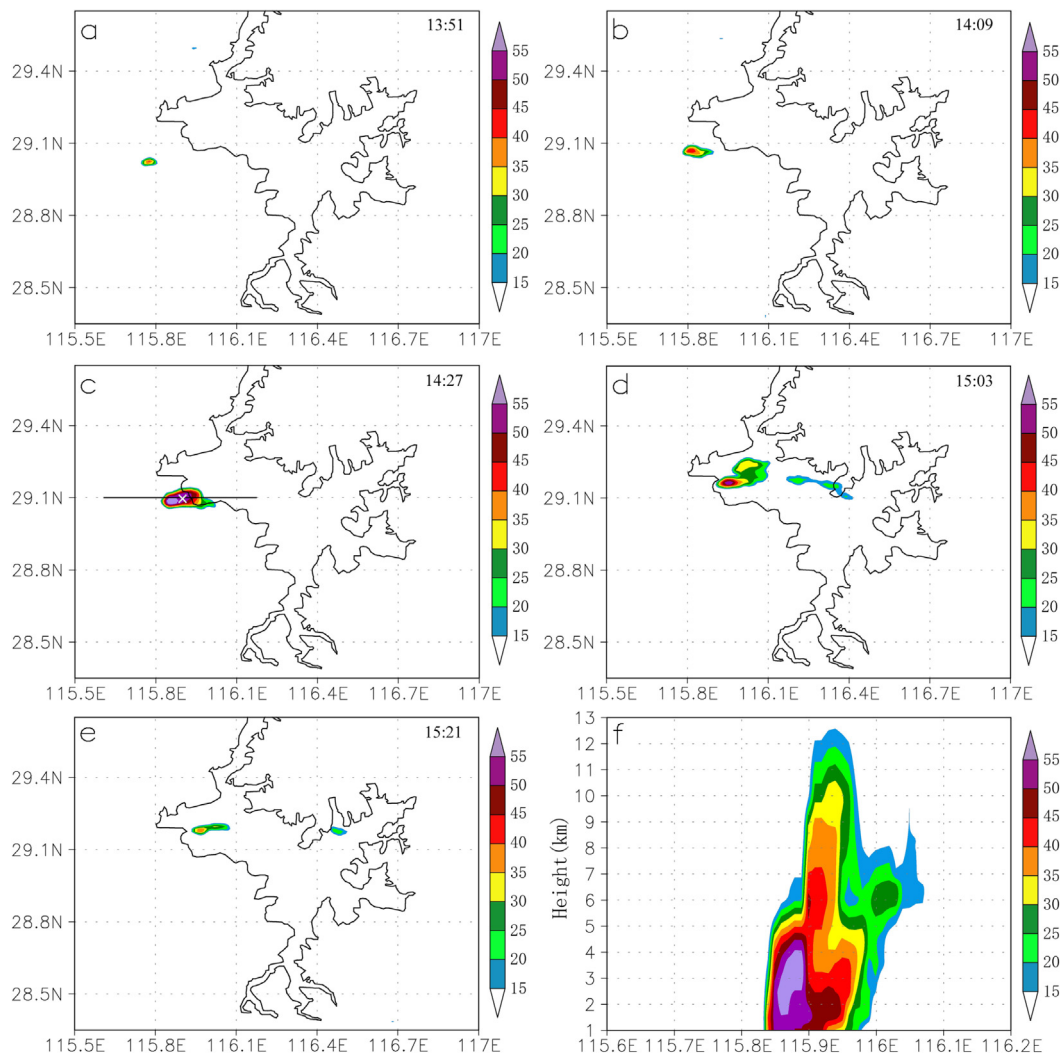 a 13:51
29.4N
29.1N
28.8N
28.5N
115.5E 115.8E 116.1E 116.4E 116.7E 117E
55
50
45
40
35
30
25
20
15
b 14:09
29.4N
29.1N
28.8N
28.5N
115.5E 115.8E 116.1E 116.4E 116.7E 117E
55
50
45
40
35
30
25
20
15
c 14:27
29.4N
29.1N
28.8N
28.5N
115.5E 115.8E 116.1E 116.4E 116.7E 117E
55
50
45
40
35
30
25
20
15
d 15:03
29.4N
29.1N
28.8N
28.5N
115.5E 115.8E 116.1E 116.4E 116.7E 117E
55
50
45
40
35
30
25
20
15
e 15:21
29.4N
29.1N
28.8N
28.5N
115.5E 115.8E 116.1E 116.4E 116.7E 117E
55
50
45
40
35
30
25
20
15
f
Height(km)
13
12
11
10
9
8
7
6
5
4
3
2
1
115.6E 115.7E 115.8E 115.9E 116E 116.1E 116.2E
55
50
45
40
35
30
25
20
15